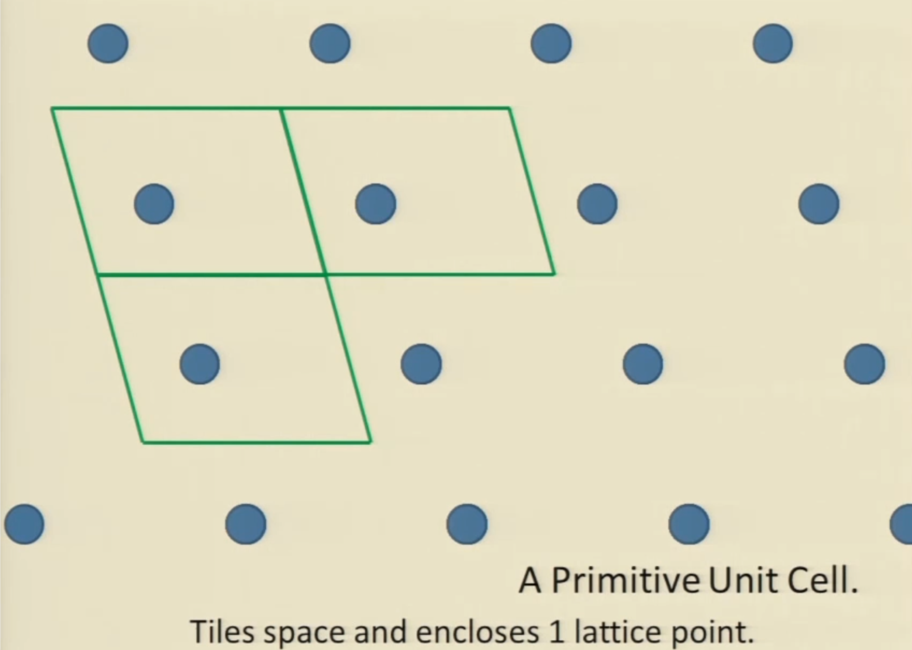 A Primitive Unit Cell.
Tiles space and encloses 1 lattice point.